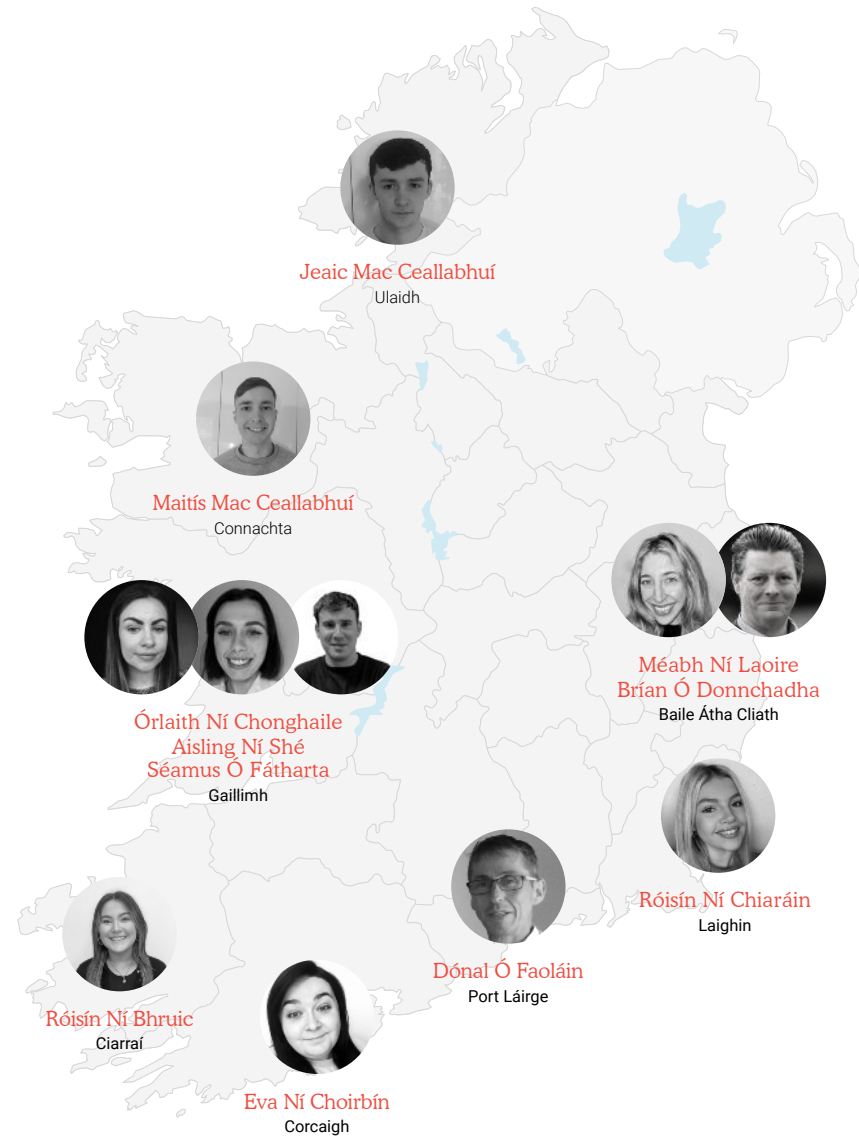 Jeaic Mac Ceallabhuí
Ulaidh
Maitís Mac Ceallabhuí
Connachta
Méabh Ní Laoire
Brían Ó Donnchadha
Baile Átha Cliath
Órlaith Ní Chonghaile
Aisling Ní Shé
Séamus Ó Fátharta
Gaillimh
Róisín Ní Chiaráin
Laighin
Dónal Ó Faoláin
Port Láirge
Róisín Ní Bhruic
Ciarraí
Eva Ní Choirbín
Corcaigh